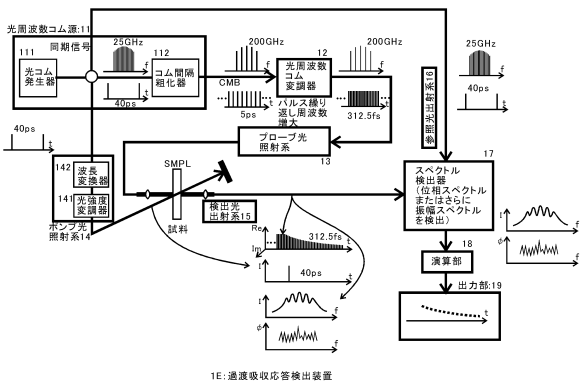 光周波数コム源:11
同期信号
111
光コム
発生器
25GHz
f
40ps
t
112
コム間隔
粗化器
200GHz
f
CMB
t
5ps
12
光周波数
コム
変調器
パルス繰り
返し周波数
増大
200GHz
f
t
312.5fs
参照光出射系16
25GHz
f
40ps
t
40ps
t
プローブ光
照射系
13
142
波長
変換器
141
光強度
変調器
ポンプ光
照射系14
SMPL
試料
検出光
出射系15
17
スペクトル
検出器
(位相スペクトル
またはさらに
振幅スペクトル
を検出)
I
f
φ
f
18
演算部
出力部:19
t
Re
Im
312.5fs
t
I
40ps
t
I
f
φ
f
1E:過渡吸収応答検出装置